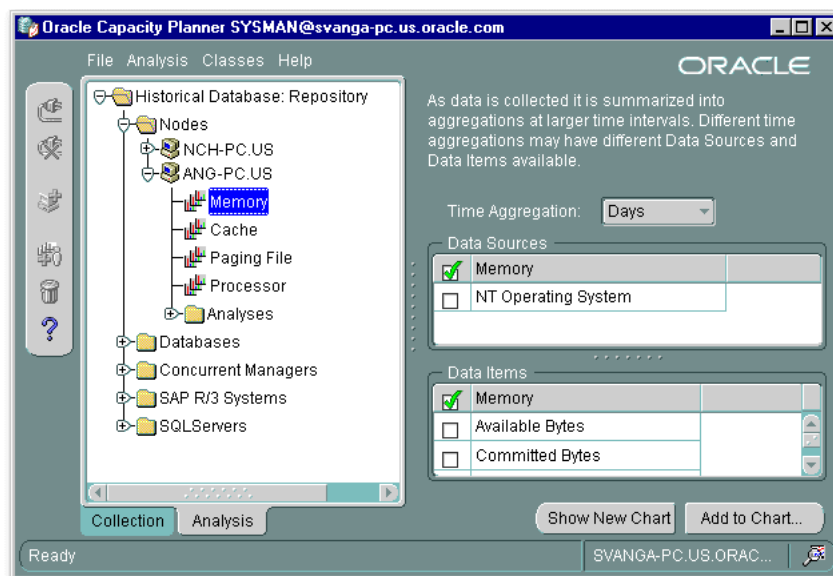 Oracle Capacity Planner SYSMAN@svanga-pc.us.oracle.com
File Analysis Classes Help
ORACLE
Historical Database: Repository
Nodes
NCH-PC.US
ANG-PC.US
Memory
Cache
Paging File
Processor
Analyses
Databases
Concurrent Managers
SAP R/3 Systems
SQLServers
As data is collected it is summarized into
aggregations at larger time intervals. Different time
aggregations may have different Data Sources and
Data Items available.
Time Aggregation: Days
Data Sources
Memory
NT Operating System
Data Items
Memory
Available Bytes
Committed Bytes
Collection Analysis
Show New Chart Add to Chart...
Ready
SVANGA-PC.US.ORAC...